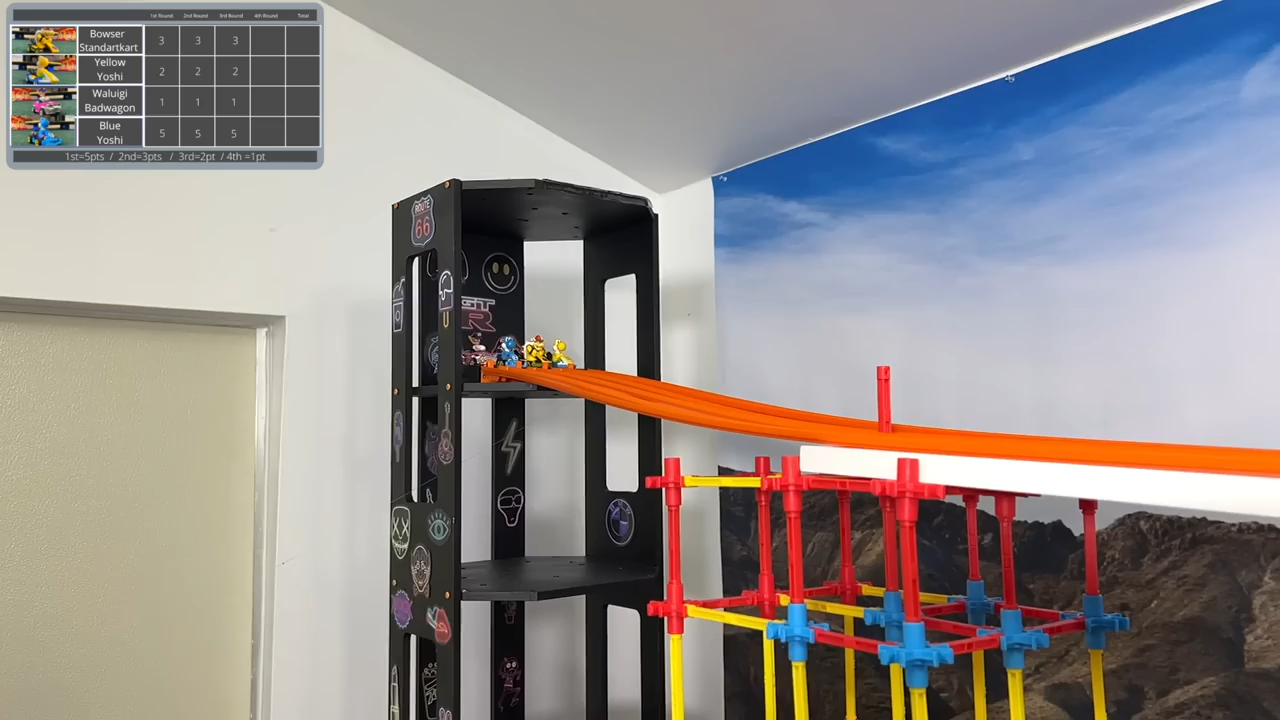 1st Round 2nd Round 3rd Round 4th Round Total
Bowser Standartkart 3 3 3
Yellow Yoshi 2 2 2
Waluigi Badwagon 1 1 1
Blue Yoshi 5 5 5
1st=5pts / 2nd=3pts / 3rd=2pt / 4th =1pt
ROUTE
66